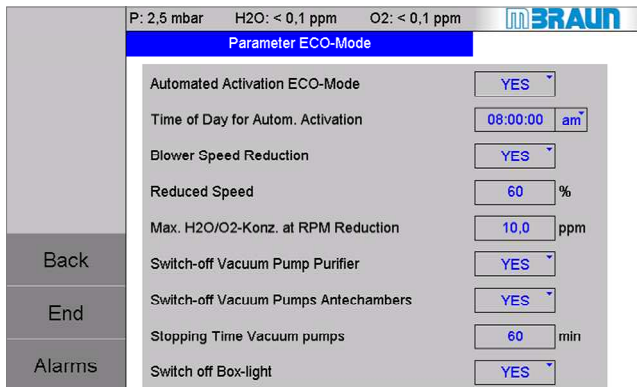 P: 2,5 mbar H2O: < 0,1 ppm O2: < 0,1 ppm mBRAUN
Parameter ECO-Mode
Automated Activation ECO-Mode YES
Time of Day for Autom. Activation 08:00:00 am
Blower Speed Reduction YES
Reduced Speed 60 %
Max. H2O/O2-Konz. at RPM Reduction 10,0 ppm
Back Switch-off Vacuum Pump Purifier YES
Switch-off Vacuum Pumps Antechambers YES
End
Stopping Time Vacuum pumps 60 min
Alarms Switch off Box-light YES